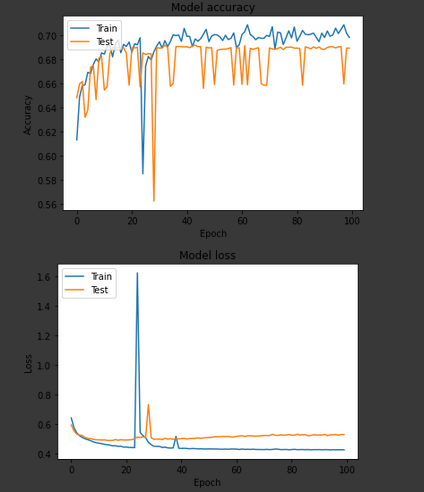 Model accuracy
Train
Test
0.70
0.68
0.66
0.64
0.62
0.60
0.58
0.56
Accuracy
0 20 40 60 80 100
Epoch
Model loss
Train
Test
1.6
1.4
1.2
1.0
0.8
0.6
0.4
Loss
0 20 40 60 80 100
Epoch